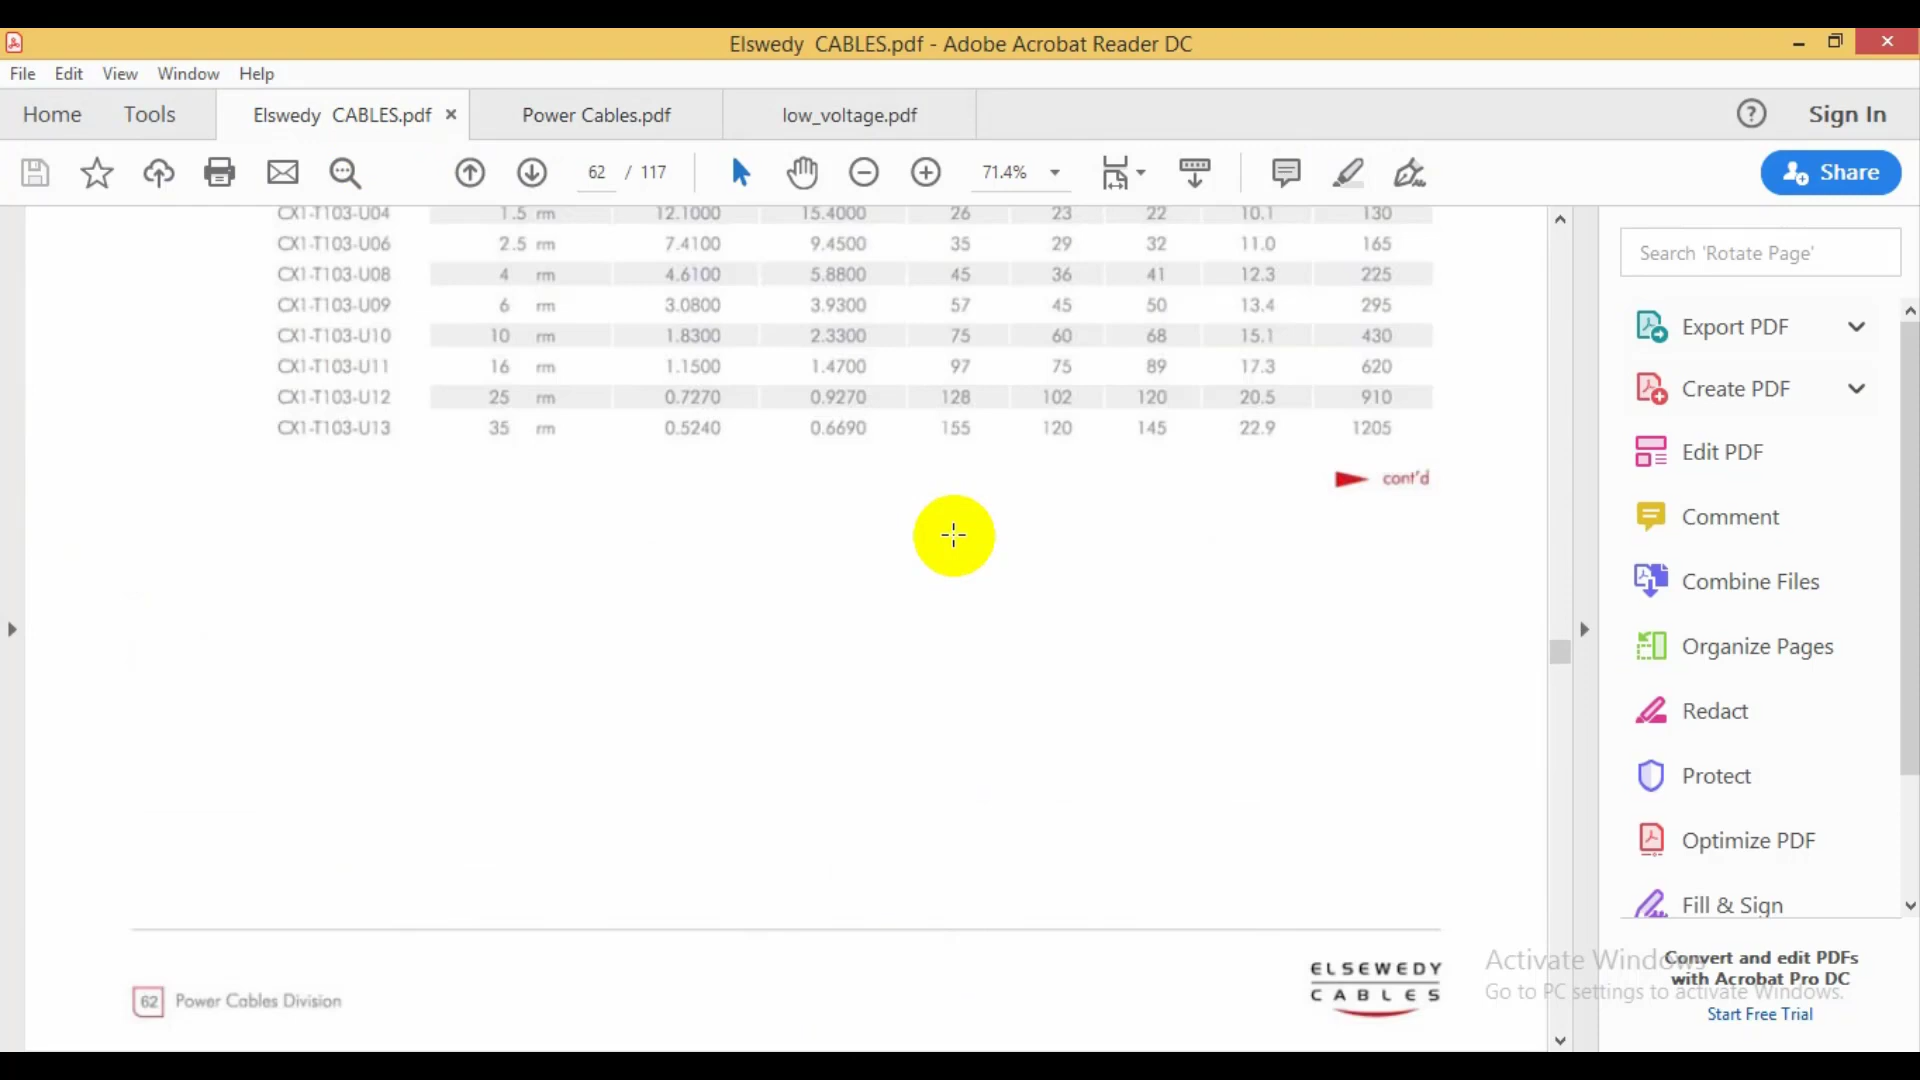 Elswedy CABLES.pdf - Adobe Acrobat Reader DC
File Edit View Window Help
Home Tools Elswedy CABLES.pdf × Power Cables.pdf low_voltage.pdf ? Sign In
62 / 117 71.4% Share
CX1-T103-U04 1.5 rm 12.1000 15.4000 26 23 22 10.1 130
CX1-T103-U06 2.5 rm 7.4100 9.4500 35 29 32 11.0 165
CX1-T103-U08 4 rm 4.6100 5.8800 45 36 41 12.3 225
CX1-T103-U09 6 rm 3.0800 3.9300 57 45 50 13.4 295
CX1-T103-U10 10 rm 1.8300 2.3300 75 60 68 15.1 430
CX1-T103-U11 16 rm 1.1500 1.4700 97 75 89 17.3 620
CX1-T103-U12 25 rm 0.7270 0.9270 128 102 120 20.5 910
CX1-T103-U13 35 rm 0.5240 0.6690 155 120 145 22.9 1205
cont'd
62 Power Cables Division
ELSEWEDY
CABLES
Search 'Rotate Page'
Export PDF
Create PDF
Edit PDF
Comment
Combine Files
Organize Pages
Redact
Protect
Optimize PDF
Fill & Sign
Convert and edit PDFs
with Acrobat Pro DC
Start Free Trial
Activate Windows
Go to PC settings to activate Windows.